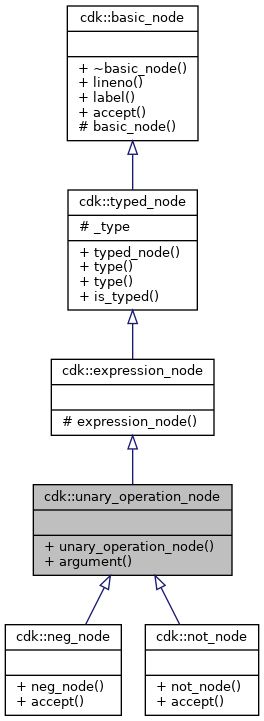 cdk::basic_node
+ ~basic_node()
+ lineno()
+ label()
+ accept()
# basic_node()
cdk::typed_node
# _type
+ typed_node()
+ type()
+ type()
+ is_typed()
cdk::expression_node
# expression_node()
cdk::unary_operation_node
+ unary_operation_node()
+ argument()
cdk::neg_node
+ neg_node()
+ accept()
cdk::not_node
+ not_node()
+ accept()